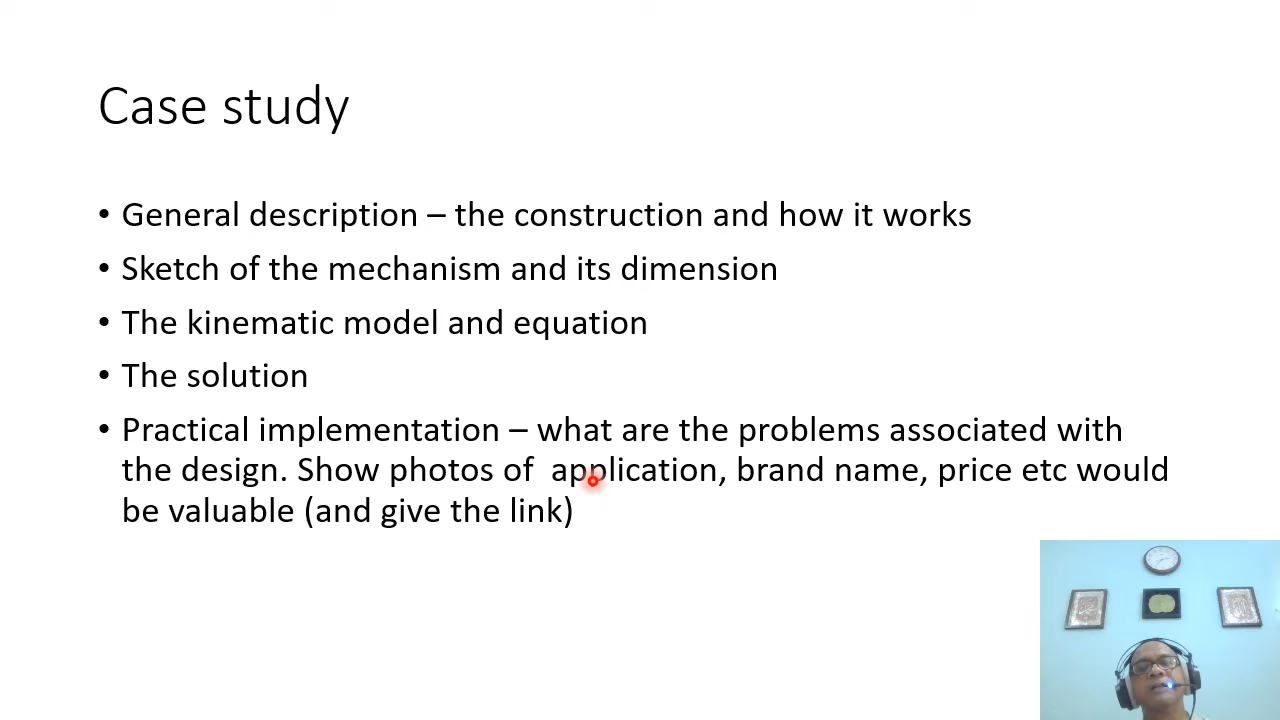 Case study
• General description – the construction and how it works
• Sketch of the mechanism and its dimension
• The kinematic model and equation
• The solution
• Practical implementation – what are the problems associated with
the design. Show photos of  application, brand name, price etc would
be valuable (and give the link)